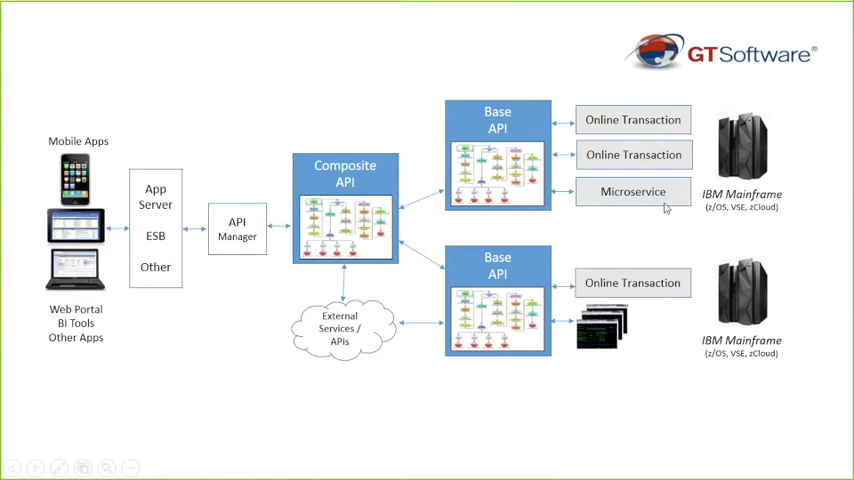 GTSoftware®
Mobile Apps
App
Server
ESB
Other
Web Portal
BI Tools
Other Apps
API
Manager
Composite
API
External
Services /
APIs
Base
API
Online Transaction
Online Transaction
Microservice
IBM Mainframe
(z/OS, VSE, zCloud)
Base
API
Online Transaction
IBM Mainframe
(z/OS, VSE, zCloud)